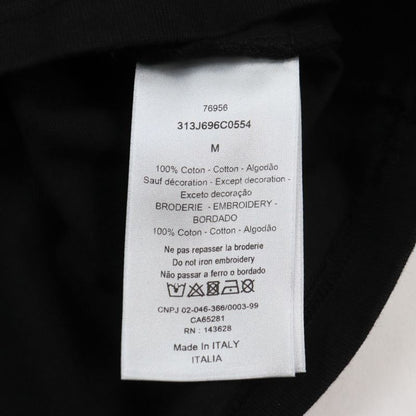 76956
313J696C0554
M
100% Coton - Cotton - Algodão
Sauf décoration - Except decoration -
Exceto decoração
BRODERIE - EMBROIDERY -
BORDADO
100% Coton - Cotton - Algodão
Ne pas repasser la broderie
Do not iron embroidery
Não passar a ferro o bordado
CNPJ 02-046-366/0003-99
CA65281
RN : 143628
Made In ITALY
ITALIA